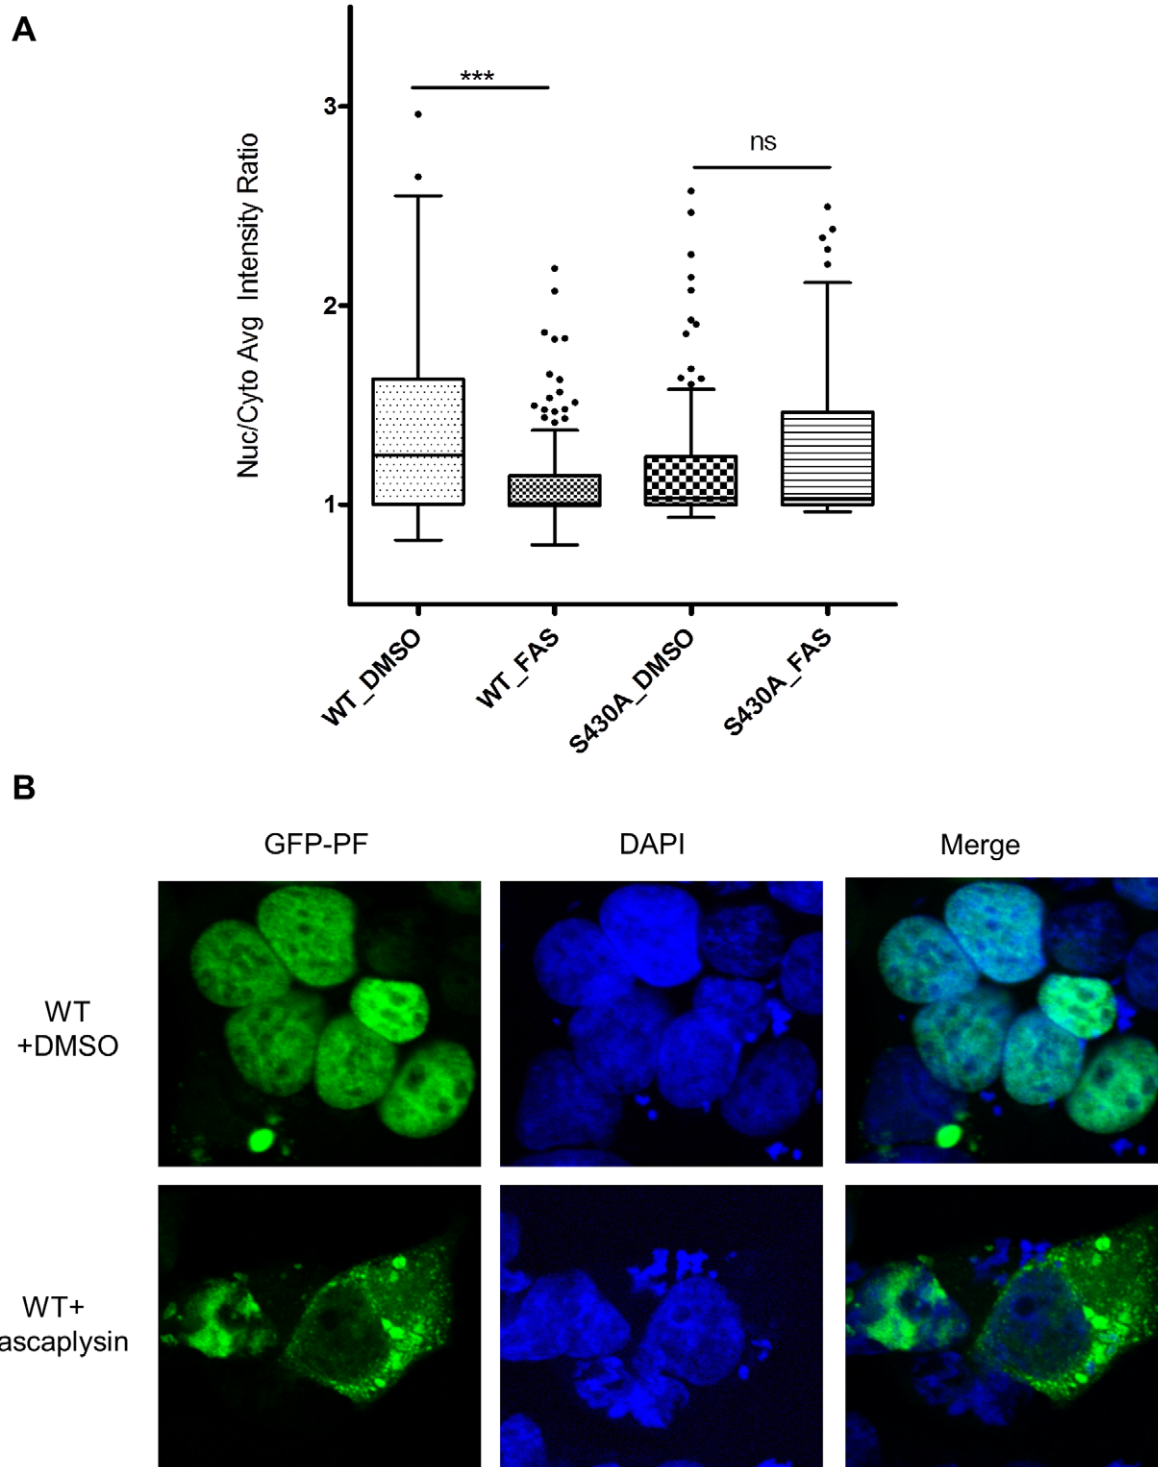 A
***
ns
3
2
1
Nuc/Cyto Avg Intensity Ratio
WT_DMSO
WT_FAS
S430A_DMSO
S430A_FAS
B
GFP-PF
DAPI
Merge
WT
+DMSO
WT+
ascaplysin